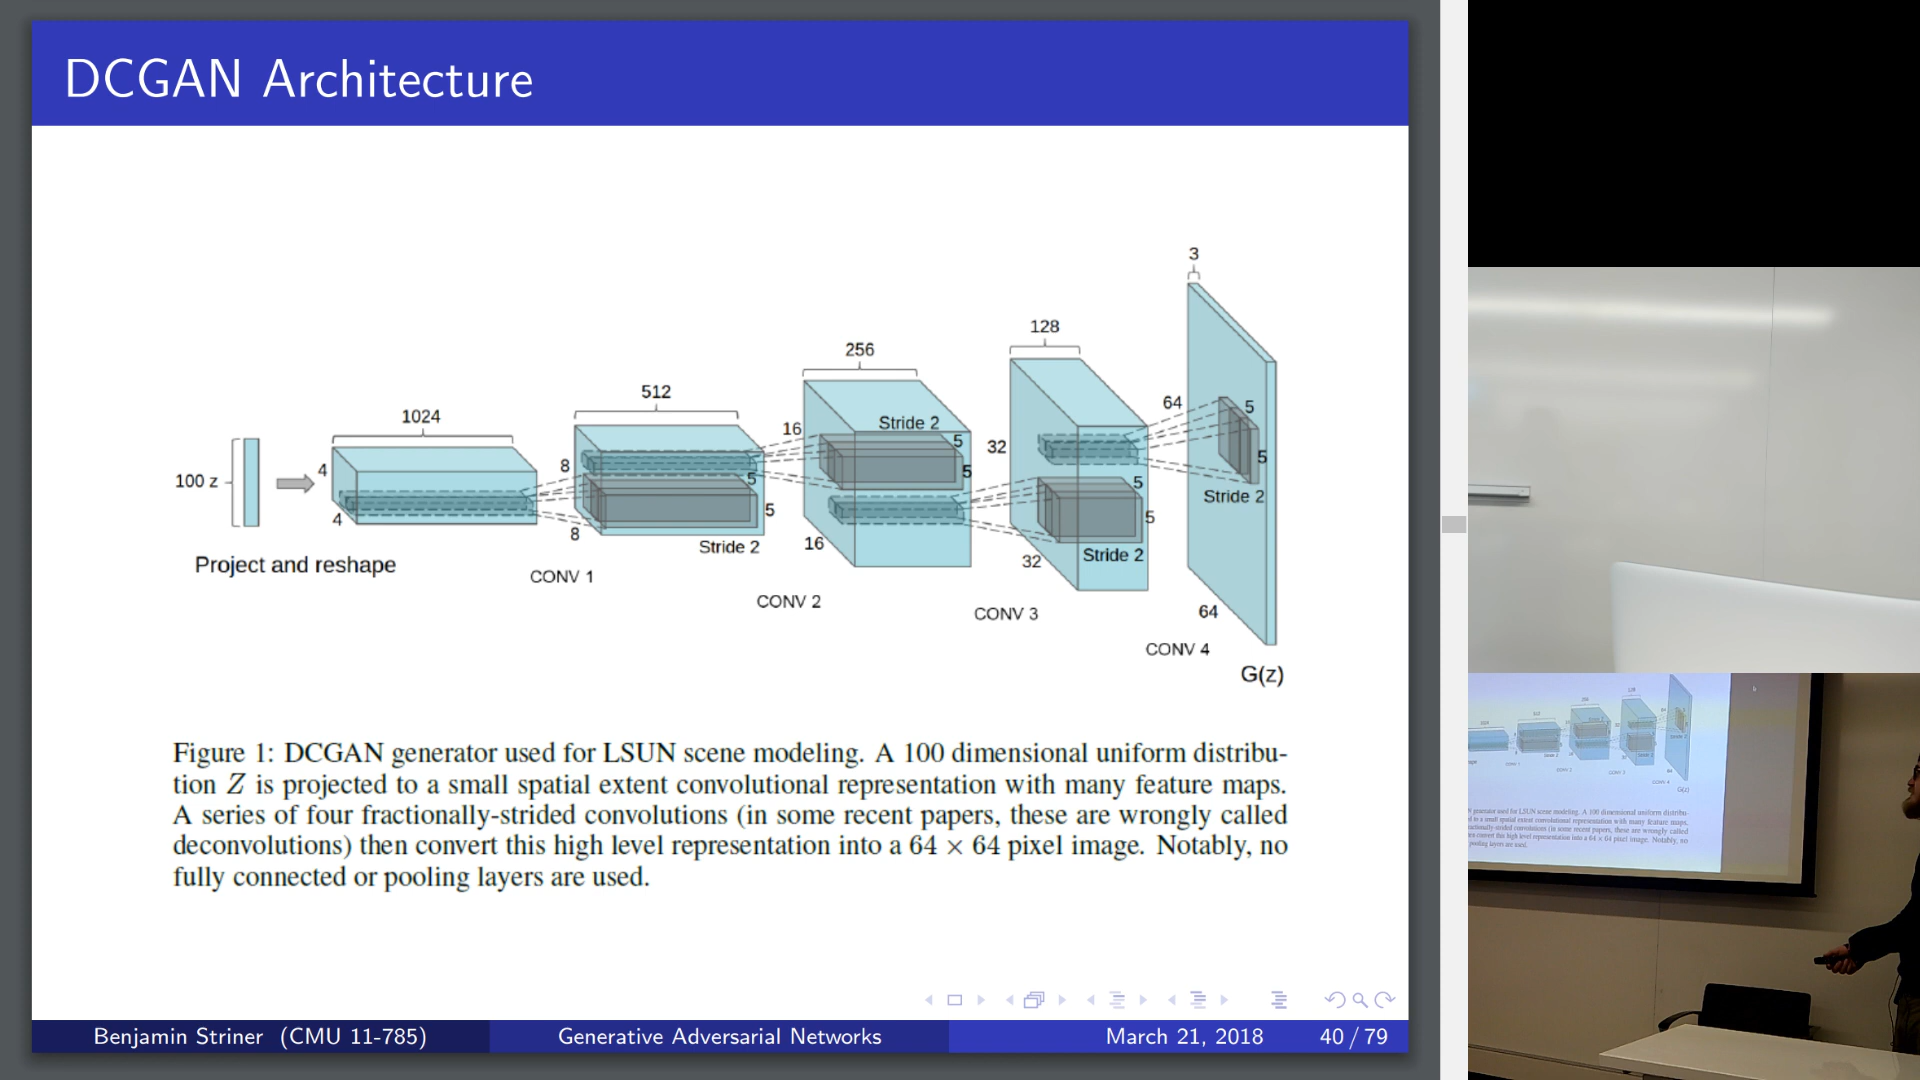 DCGAN Architecture
3
128
256
512
1024
64
5
5
Stride 2
16
Stride 2
5
5
32
8
5
5
Stride 2
4
4
100 z
8
16
5
5
Stride 2
32
64
Project and reshape
CONV 1
CONV 2
CONV 3
CONV 4
G(z)
Figure 1: DCGAN generator used for LSUN scene modeling. A 100 dimensional uniform distribu-
tion Z is projected to a small spatial extent convolutional representation with many feature maps.
A series of four fractionally-strided convolutions (in some recent papers, these are wrongly called
deconvolutions) then convert this high level representation into a 64 × 64 pixel image. Notably, no
fully connected or pooling layers are used.
Benjamin Striner (CMU 11-785)
Generative Adversarial Networks
March 21, 2018
40 / 79